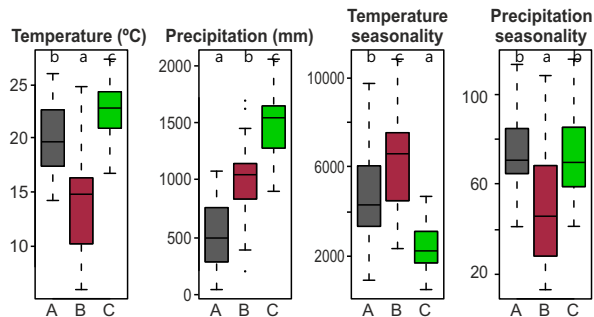 Temperature (ºC)
b a c
25
20
15
10
A B C
Precipitation (mm)
a b c
2000
1500
1000
500
0
A B C
Temperature
seasonality
b c a
10000
6000
2000
A B C
Precipitation
seasonality
b a b
100
60
20
A B C